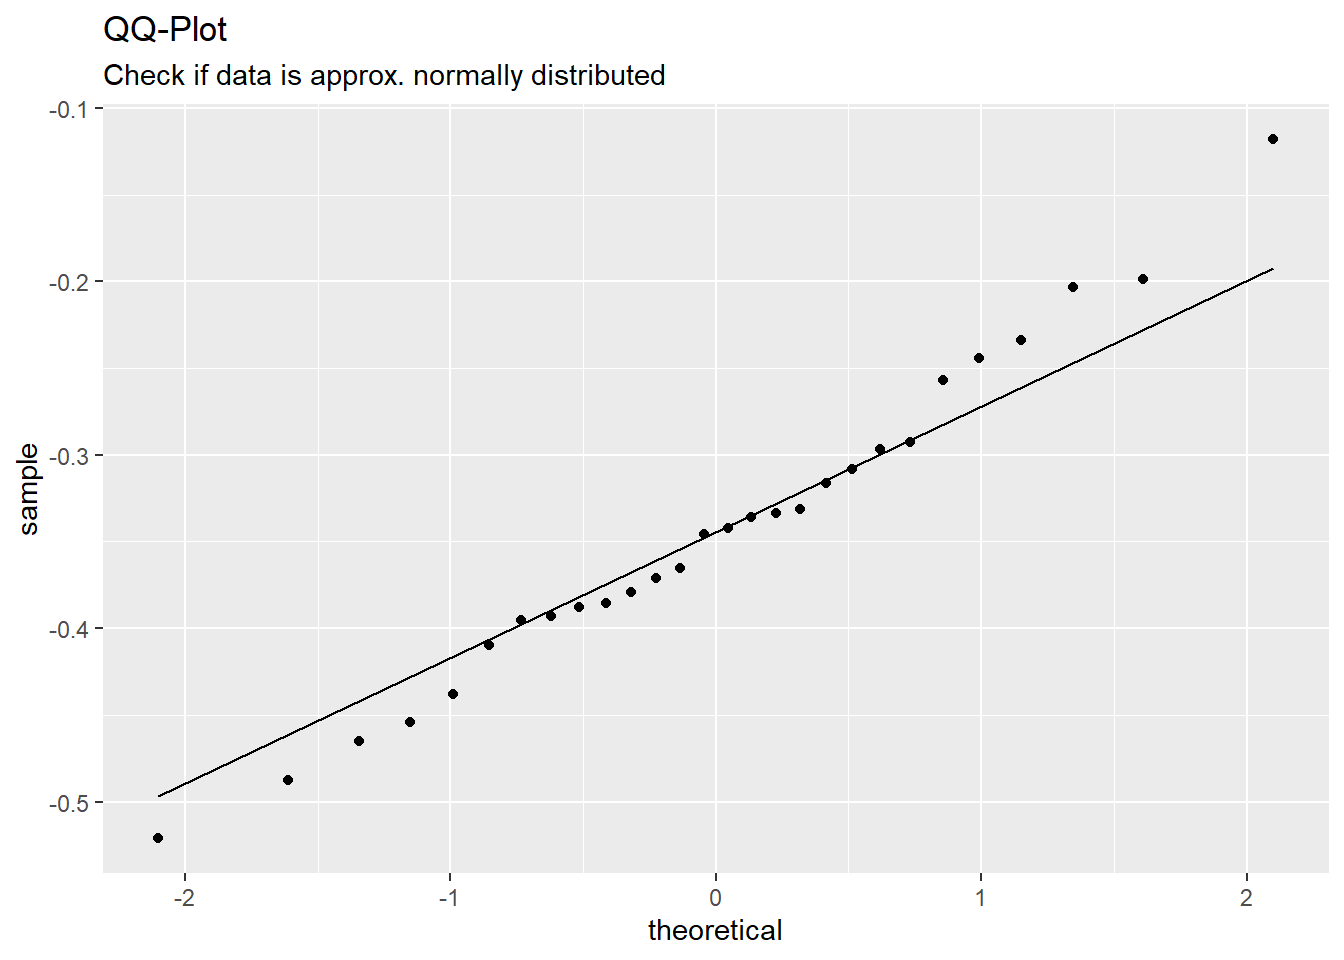 QQ-Plot
Check if data is approx. normally distributed
-0.1
-0.2
-0.3
-0.4
-0.5
sample
-2
-1
0
1
2
theoretical